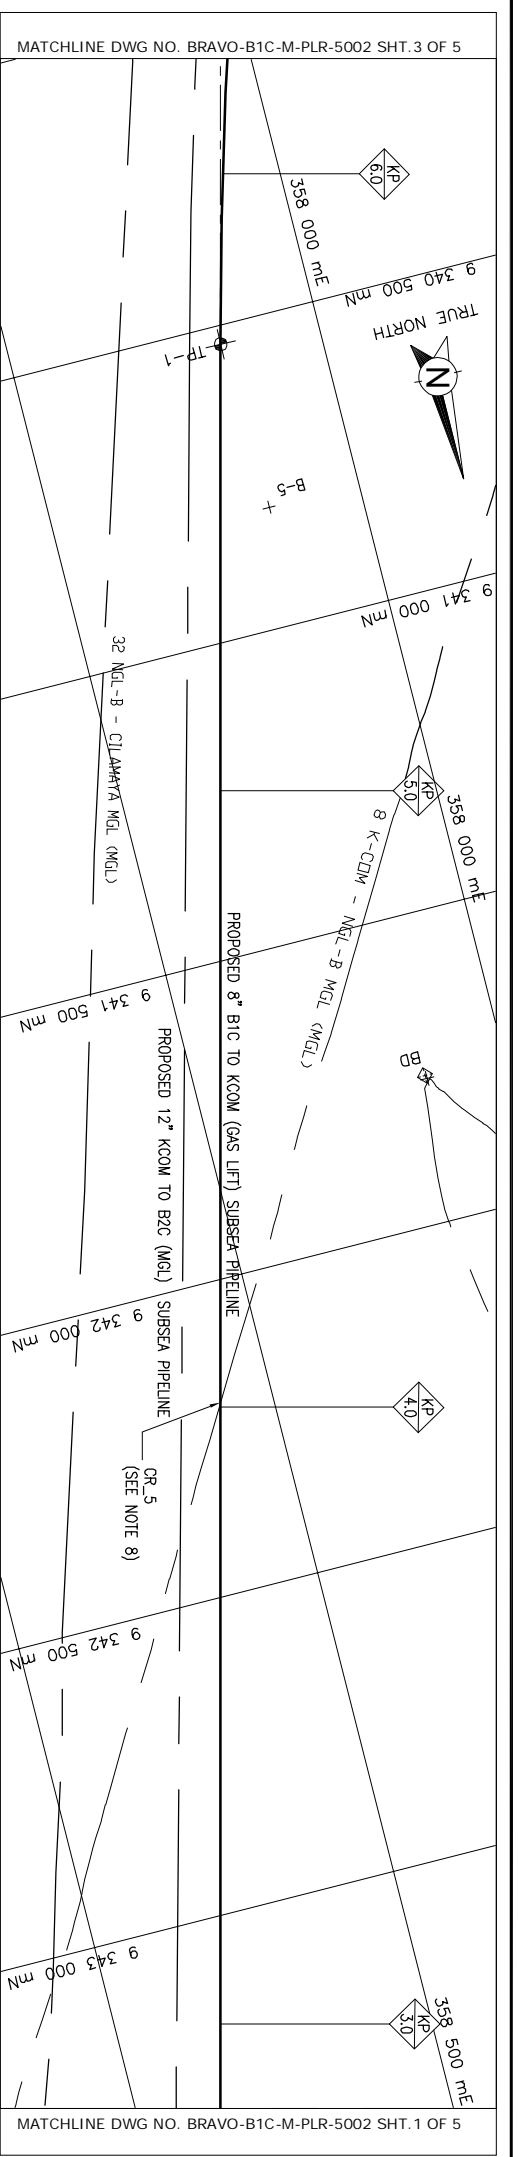 MATCHLINE DWG NO. BRAVO-B1C-M-PLR-5002 SHT.3 OF 5
KP
6.0
358 000 mE
9 340 500 mN
TRUE NORTH
N
TP-1
B-5
9 341 000 mN
32 NGL-B - CILAMAYA MGL (MGL)
KP
5.0
358 000 mE
8 K-COM - NGL-B MGL (MGL)
PROPOSED 8" B1C TO KCOM (GAS LIFT) SUBSEA PIPELINE
9 341 500 mN
PROPOSED 12" KCOM TO B2C (MGL) SUBSEA PIPELINE
BD
9 342 000 mN
KP
4.0
CR_5
(SEE NOTE 8)
9 342 500 mN
9 343 000 mN
KP
3.0
358 500 mE
MATCHLINE DWG NO. BRAVO-B1C-M-PLR-5002 SHT.1 OF 5